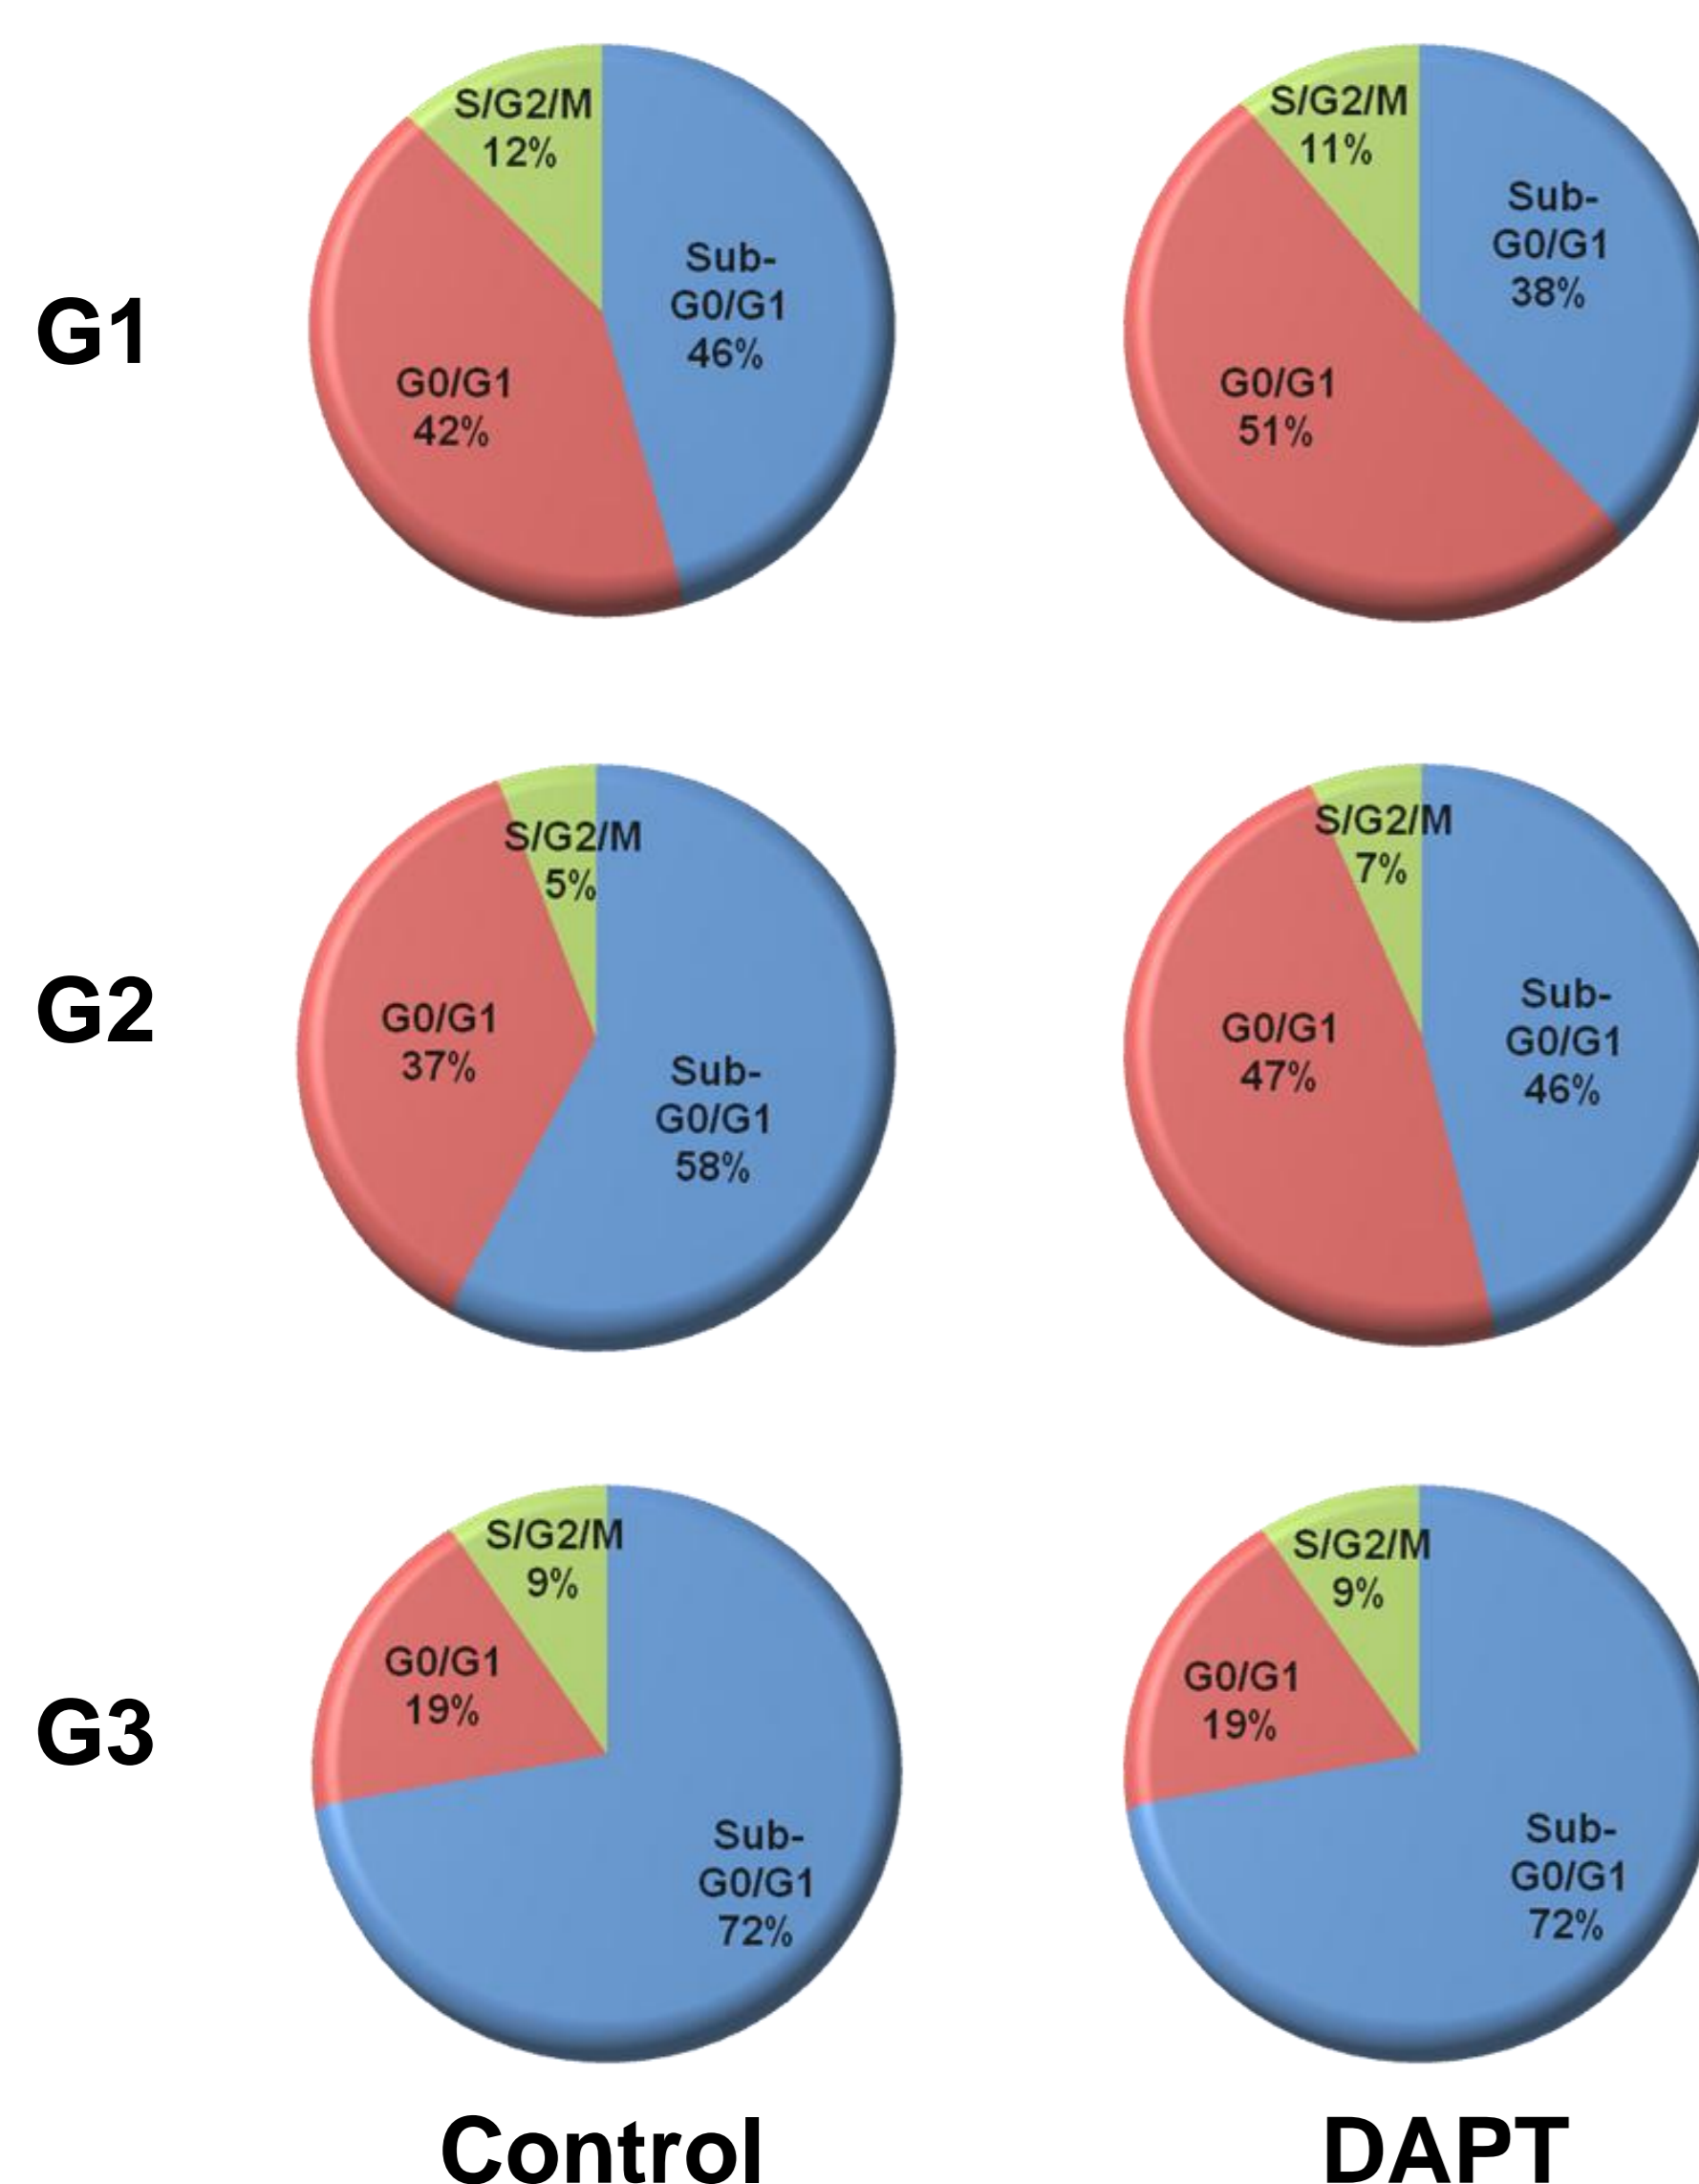 S/G2/M
12%
Sub-
G0/G1
46%
G0/G1
42%
S/G2/M
11%
Sub-
G0/G1
38%
G0/G1
51%
G1
S/G2/M
5%
G0/G1
37%
Sub-
G0/G1
58%
S/G2/M
7%
G0/G1
47%
Sub-
G0/G1
46%
G2
S/G2/M
9%
G0/G1
19%
Sub-
G0/G1
72%
S/G2/M
9%
G0/G1
19%
Sub-
G0/G1
72%
G3
Control
DAPT